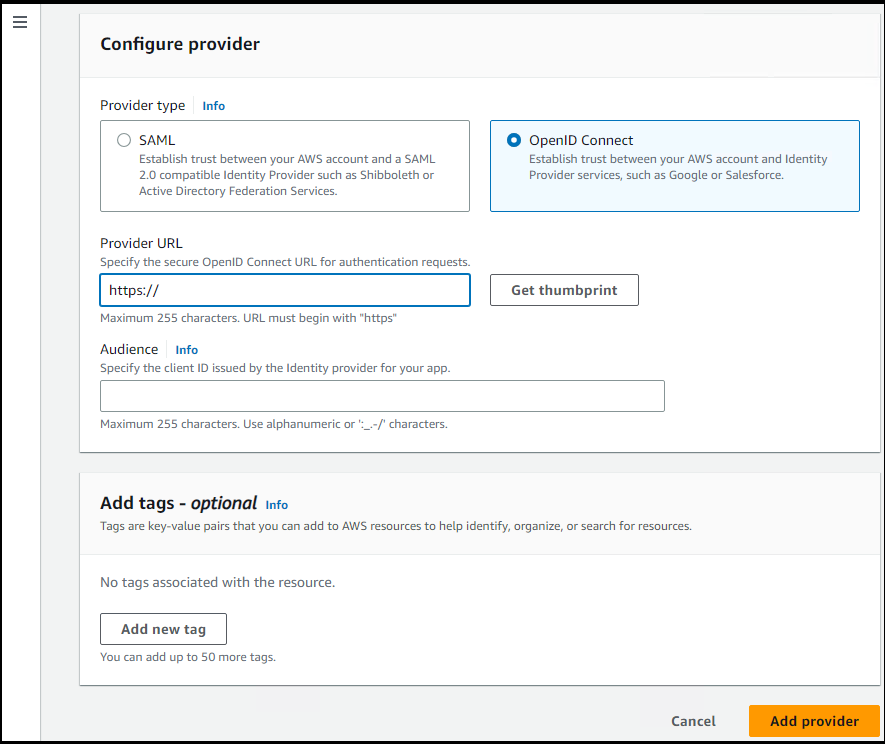 Configure provider
Provider type Info
SAML
Establish trust between your AWS account and a SAML
2.0 compatible Identity Provider such as Shibboleth or
Active Directory Federation Services.
OpenID Connect
Establish trust between your AWS account and Identity
Provider services, such as Google or Salesforce.
Provider URL
Specify the secure OpenID Connect URL for authentication requests.
https://
Get thumbprint
Maximum 255 characters. URL must begin with "https"
Audience Info
Specify the client ID issued by the Identity provider for your app.
Maximum 255 characters. Use alphanumeric or ':_.-/' characters.
Add tags - optional Info
Tags are key-value pairs that you can add to AWS resources to help identify, organize, or search for resources.
No tags associated with the resource.
Add new tag
You can add up to 50 more tags.
Cancel
Add provider